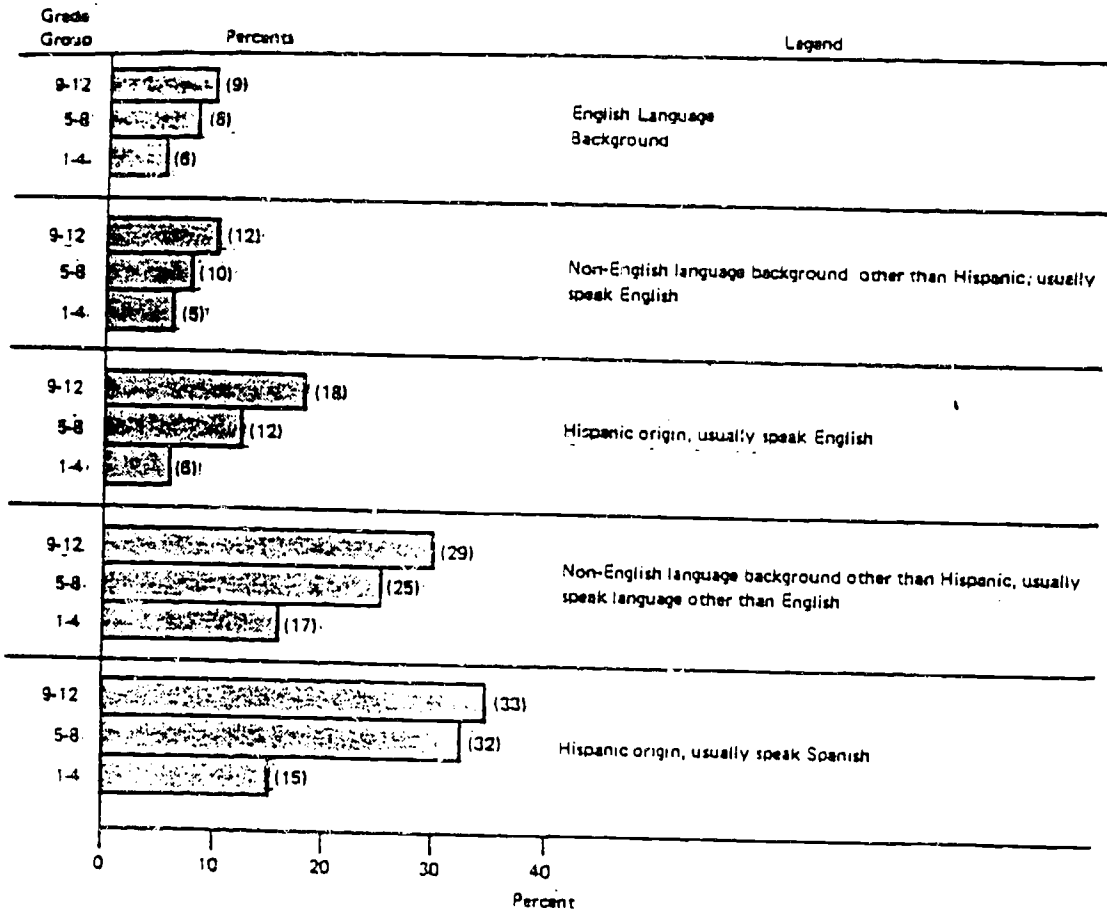 Grade
Group Percents Legend
9-12 (9)
5-8 (8)
1-4 (6)
English Language
Background
9-12 (12)
5-8 (10)
1-4 (5)
Non-English language background other than Hispanic; usually
speak English
9-12 (18)
5-8 (12)
1-4 (6)
Hispanic origin, usually speak English
9-12 (29)
5-8 (25)
1-4 (17)
Non-English language background other than Hispanic, usually
speak language other than English
9-12 (33)
5-8 (32)
1-4 (15)
Hispanic origin, usually speak Spanish
0 10 20 30 40
Percent